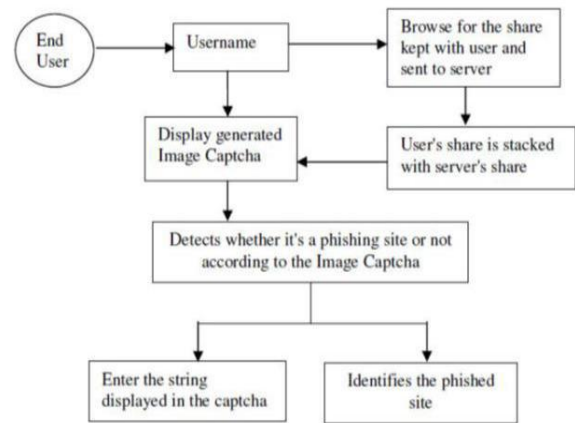 End
User
Username
Browse for the share
kept with user and
sent to server
Display generated
Image Captcha
User's share is stacked
with server's share
Detects whether it's a phishing site or not
according to the Image Captcha
Enter the string
displayed in the captcha
Identifies the phished
site